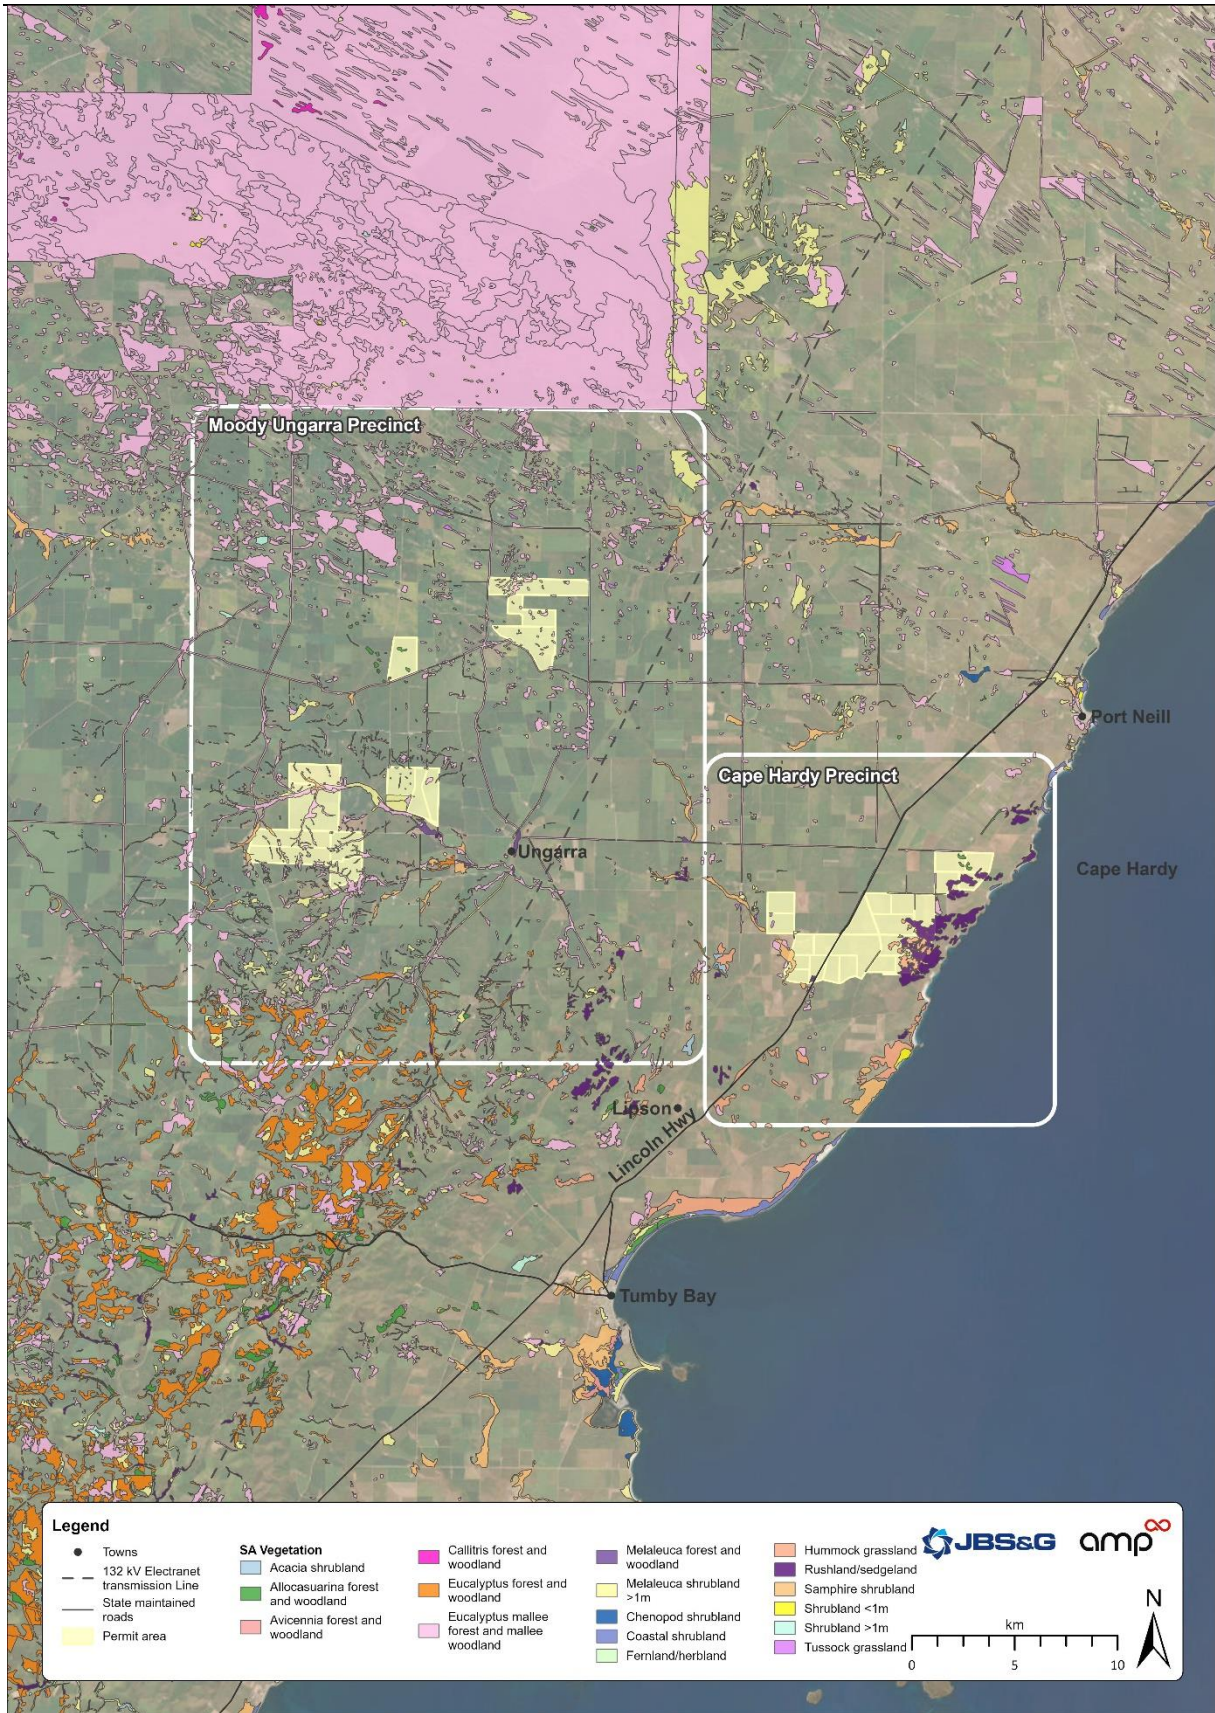 Moody Ungarra Precinct
Port Neill
Cape Hardy Precinct
Ungarra
Cape Hardy
Lipson
Lincoln Hwy
Tumby Bay
Legend
Towns
132 kV Electranet
transmission Line
State maintained
roads
Permit area
SA Vegetation
Acacia shrubland
Allocasuarina forest
and woodland
Avicennia forest and
woodland
Callitris forest and
woodland
Eucalyptus forest and
woodland
Eucalyptus mallee
forest and mallee
woodland
Melaleuca forest and
woodland
Melaleuca shrubland
>1m
Chenopod shrubland
Coastal shrubland
Fernland/herbland
Hummock grassland
Rushland/sedgeland
Samphire shrubland
Shrubland <1m
Shrubland >1m
Tussock grassland
JBS&G
amp
N
km
0 5 10